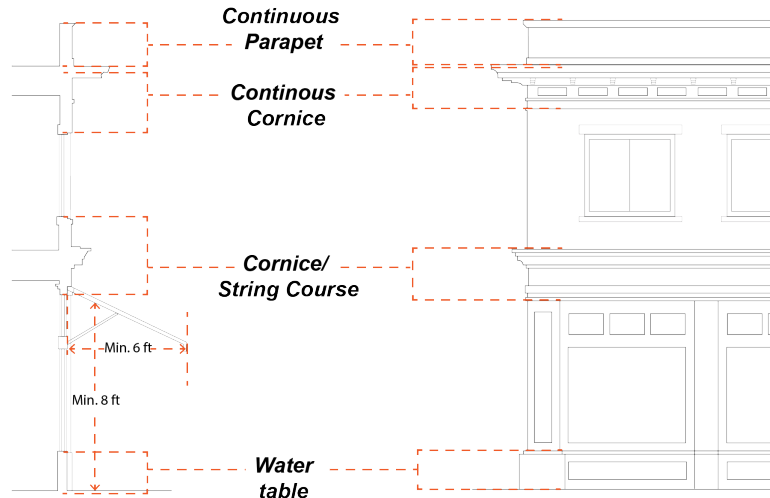 Continuous
Parapet
Continous
Cornice
Cornice/
String Course
Min. 6 ft
Min. 8 ft
Water
table